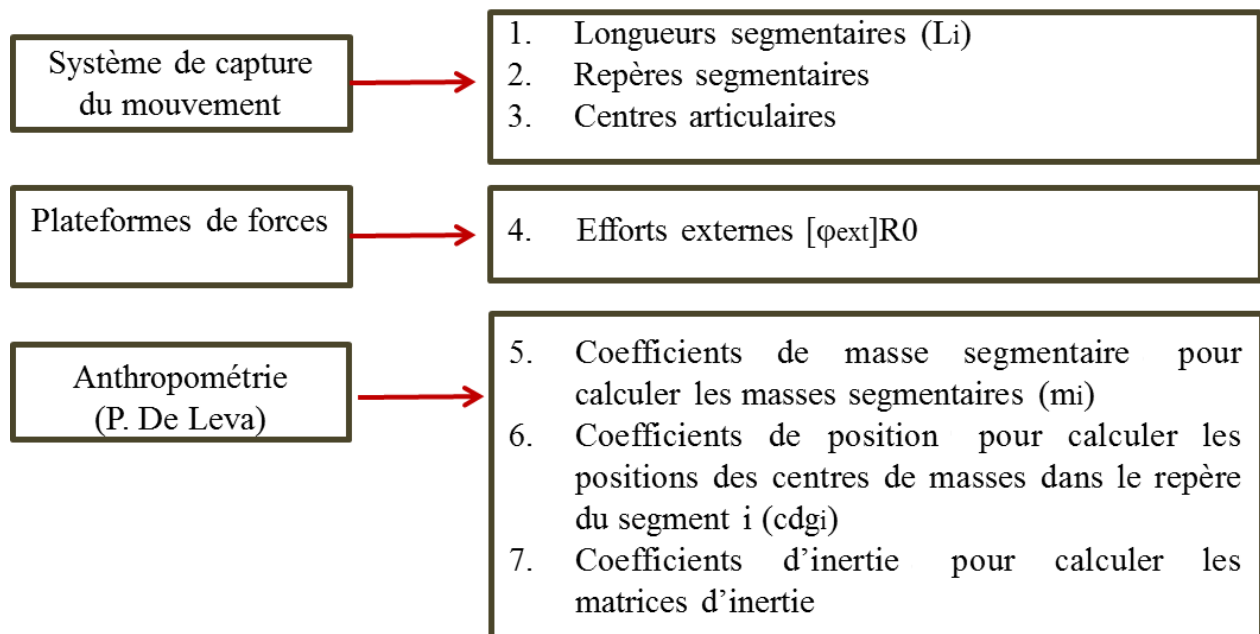 Système de capture
du mouvement
1. Longueurs segmentaires (Li)
2. Repères segmentaires
3. Centres articulaires
Plateformes de forces
4. Efforts externes [φext]R0
Anthropométrie
(P. De Leva)
5. Coefficients de masse segmentaire pour
calculer les masses segmentaires (mi)
6. Coefficients de position pour calculer les
positions des centres de masses dans le repère
du segment i (cdgi)
7. Coefficients d'inertie pour calculer les
matrices d'inertie